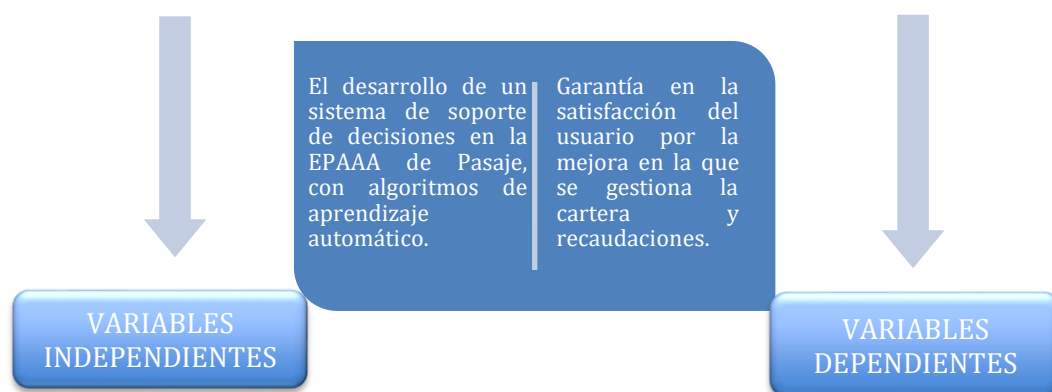 El desarrollo de un
sistema de soporte
de decisiones en la
EPAAA de Pasaje,
con algoritmos de
aprendizaje
automático.
Garantía en la
satisfacción del
usuario por la
mejora en la que
se gestiona la
cartera y
recaudaciones.
VARIABLES
INDEPENDIENTES
VARIABLES
DEPENDIENTES